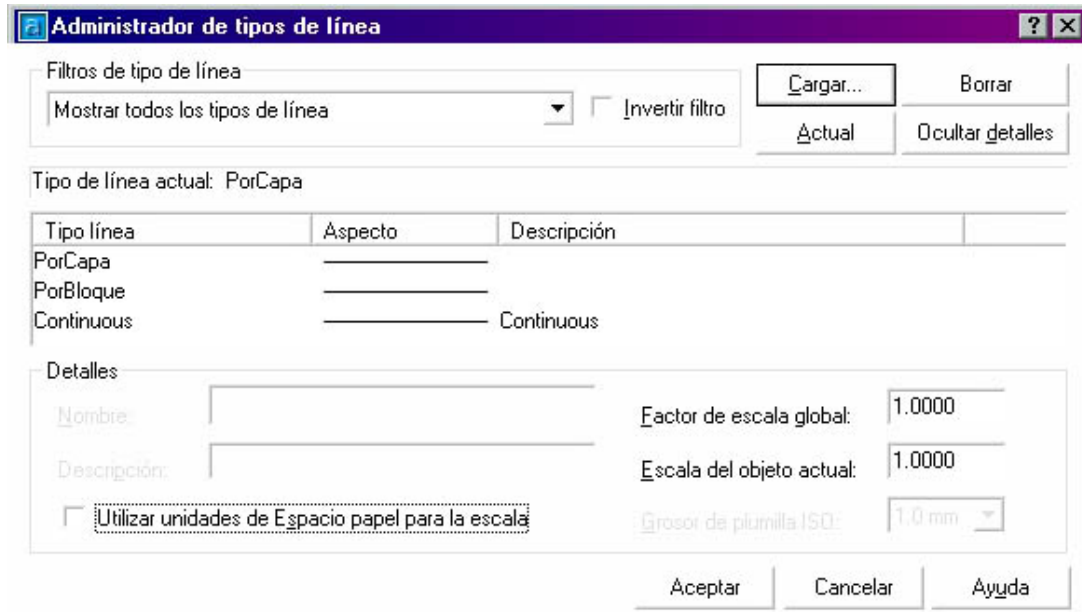 Administrador de tipos de línea
Filtros de tipo de línea
Mostrar todos los tipos de línea
Invertir filtro
Cargar...
Borrar
Actual
Ocultar detalles
Tipo de línea actual: PorCapa
Tipo línea Aspecto Descripción
PorCapa
PorBloque
Continuous Continuous
Detalles
Nombre:
Factor de escala global: 1.0000
Descripción:
Escala del objeto actual: 1.0000
Utilizar unidades de Espacio papel para la escala
Grosor de plumilla ISO: 1.0 mm
Aceptar Cancelar Ayuda